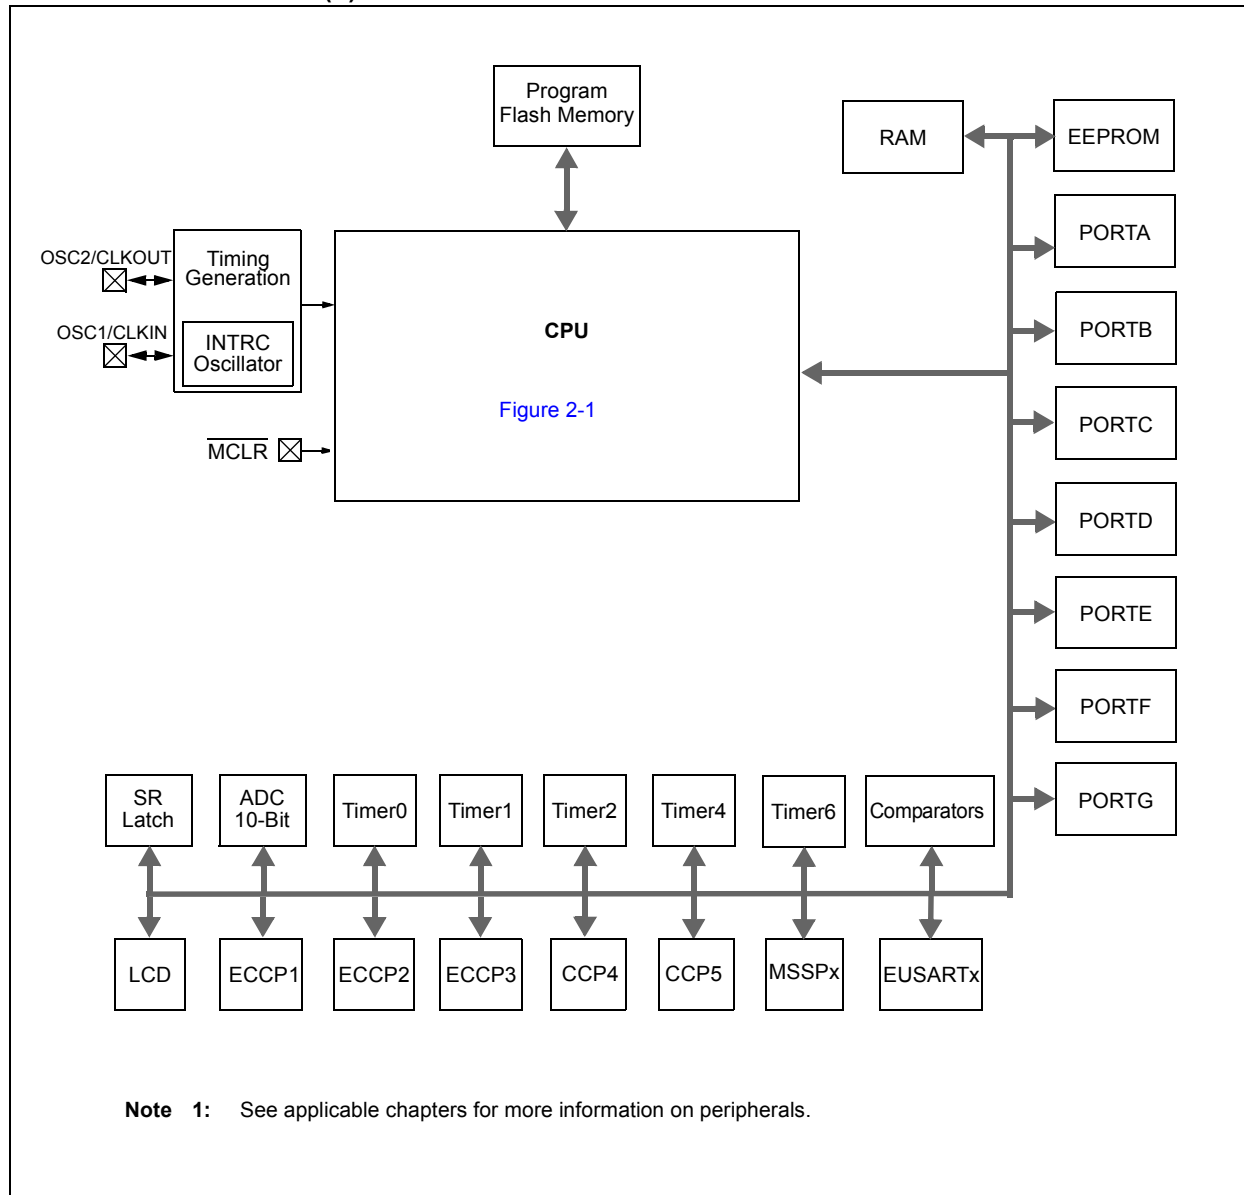 Program
Flash Memory
RAM
EEPROM
PORTA
OSC2/CLKOUT
Timing
Generation
OSC1/CLKIN
INTRC
Oscillator
CPU
PORTB
Figure 2-1
PORTC
MCLR
PORTD
PORTE
PORTF
SR
Latch
ADC
10-Bit
Timer0
Timer1
Timer2
Timer4
Timer6
Comparators
PORTG
LCD
ECCP1
ECCP2
ECCP3
CCP4
CCP5
MSSPx
EUSARTx
Note 1: See applicable chapters for more information on peripherals.